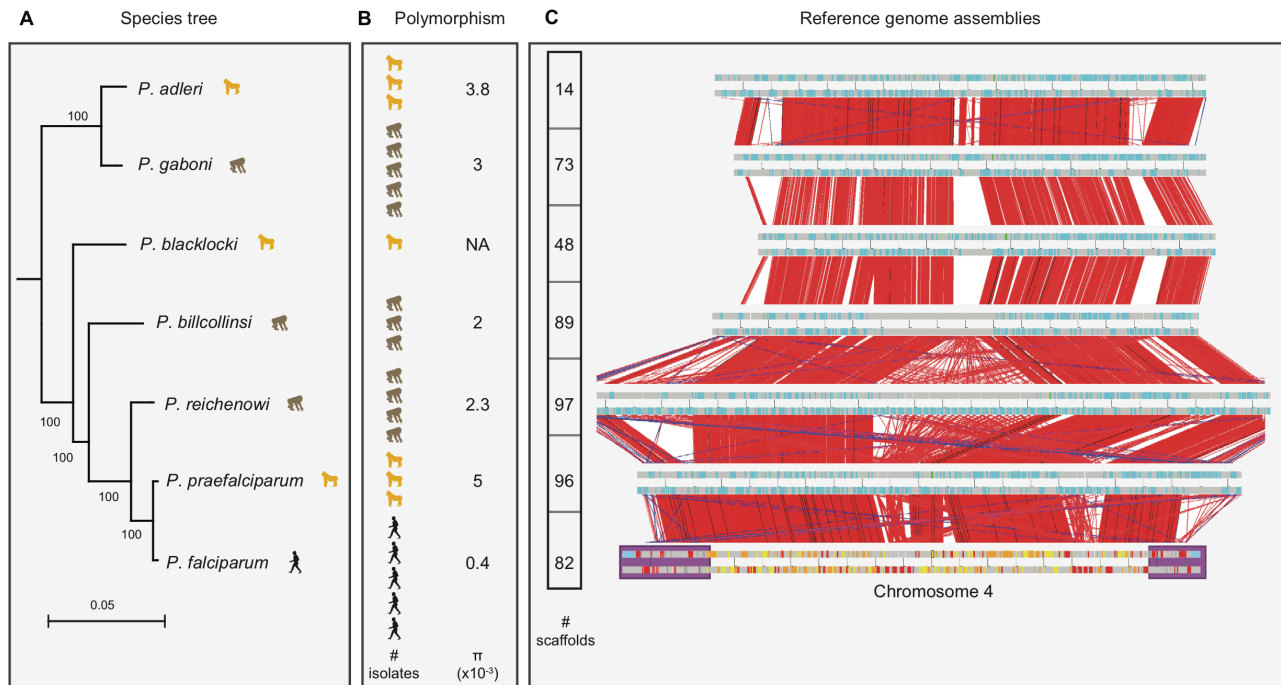 A Species tree
B Polymorphism
C Reference genome assemblies
P. adleri
3.8
14
100
P. gaboni
3
73
P. blacklocki
NA
48
P. billcollinsi
2
89
P. reichenowi
2.3
97
100
100
P. praefalciparum
5
96
100
100
P. falciparum
0.4
82
Chromosome 4
0.05
#
isolates
π
(x10⁻³)
#
scaffolds